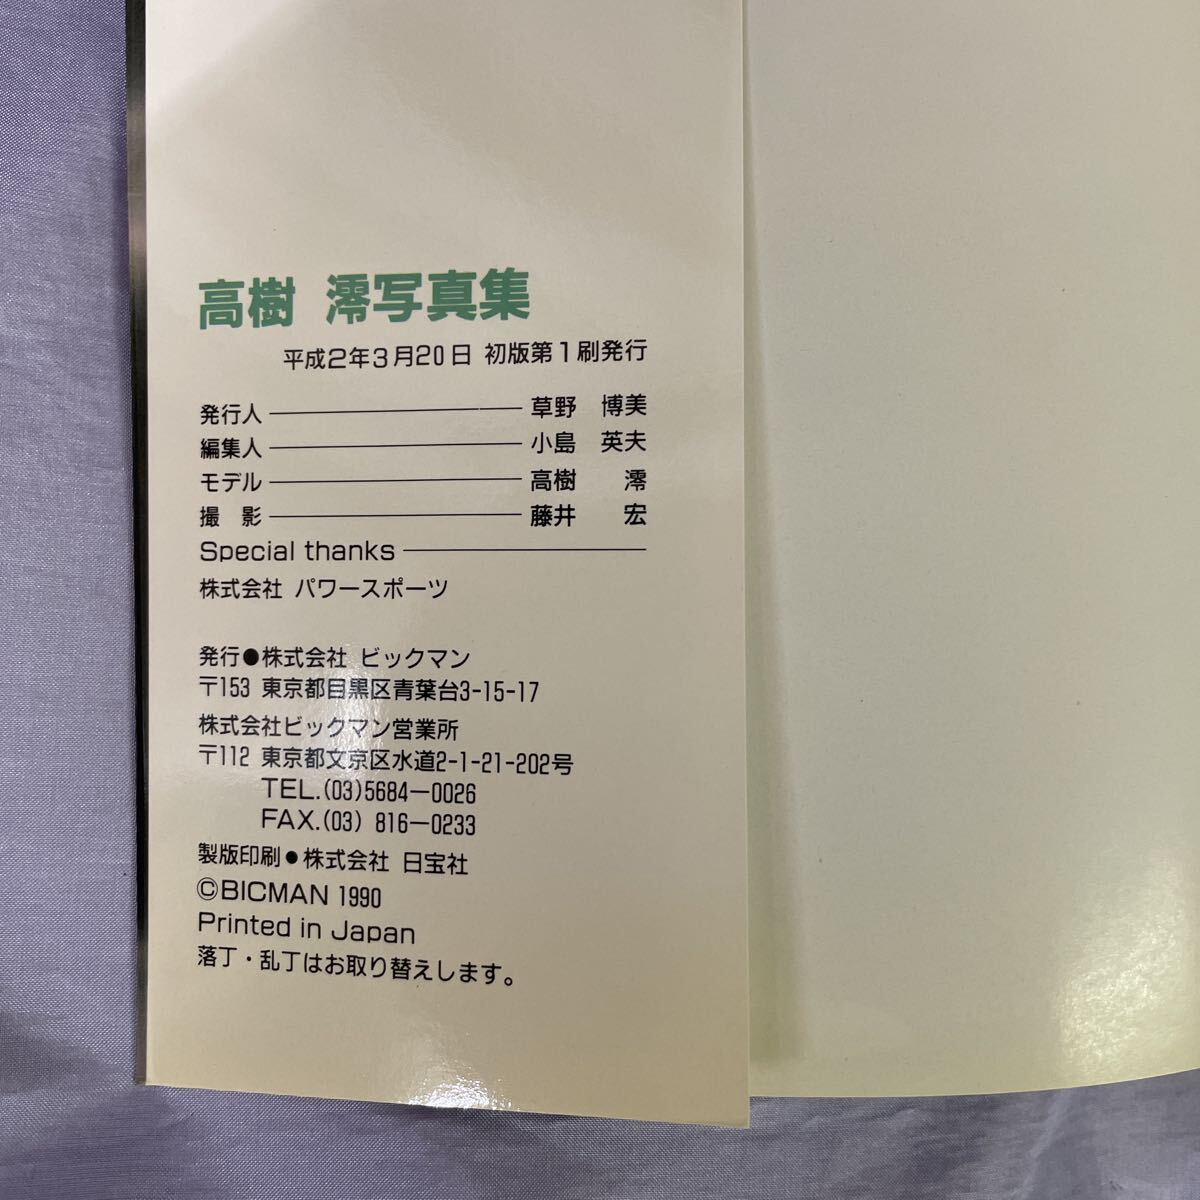 高樹 澪写真集
平成2年3月20日 初版第1刷発行
発行人――――――――草野 博美
編集人――――――――小島 英夫
モデル――――――――高樹 澪
撮 影――――――――藤井 宏
Special thanks――――――――
株式会社 パワースポーツ
発行●株式会社 ビックマン
〒153 東京都目黒区青葉台3-15-17
株式会社ビックマン営業所
〒112 東京都文京区水道2-1-21-202号
TEL.(03)5684―0026
FAX.(03) 816―0233
製版印刷●株式会社 日宝社
©BICMAN 1990
Printed in Japan
落丁・乱丁はお取り替えします。